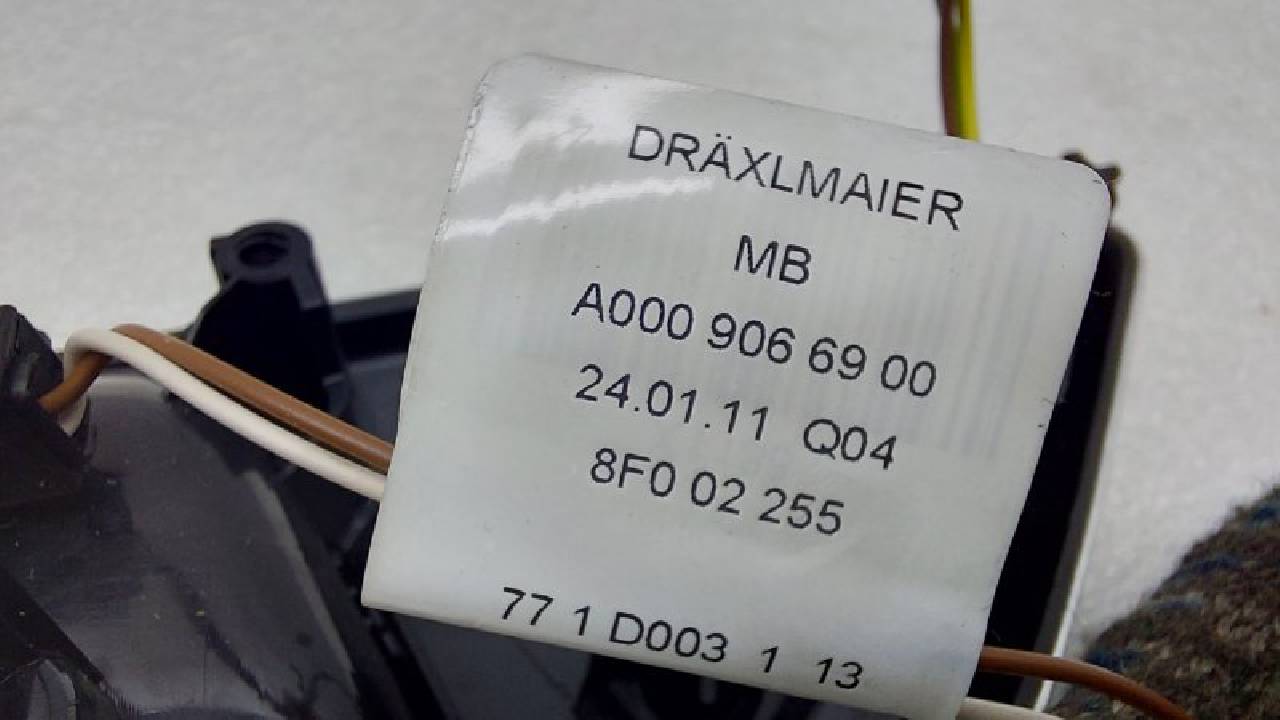 DRÄXLMAIER
MB
A000 906 69 00
24.01.11 Q04
8F0 02 255
77 1 D003 1 13